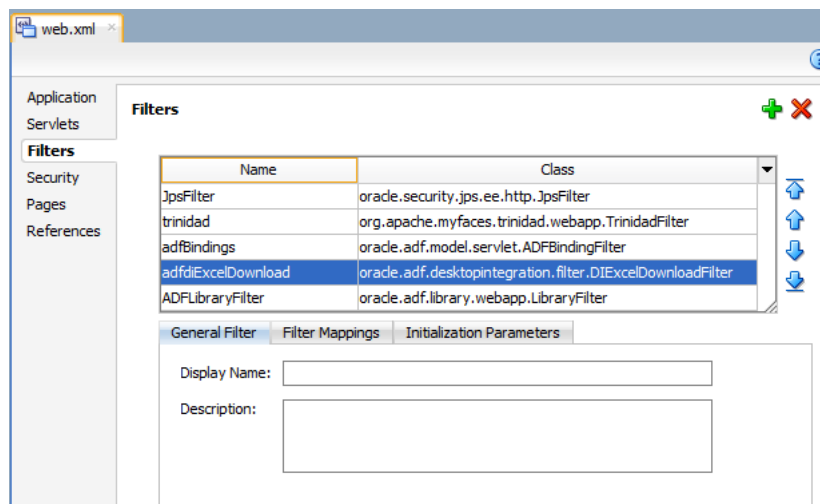 web.xml
Application
Servlets
Filters
Security
Pages
References
Filters
Name Class
JpsFilter oracle.security.jps.ee.http.JpsFilter
trinidad org.apache.myfaces.trinidad.webapp.TrinidadFilter
adfBindings oracle.adf.model.servlet.ADFBindingFilter
adfdiExcelDownload oracle.adf.desktopintegration.filter.DIExcelDownloadFilter
ADFLibraryFilter oracle.adf.library.webapp.LibraryFilter
General Filter Filter Mappings Initialization Parameters
Display Name:
Description: